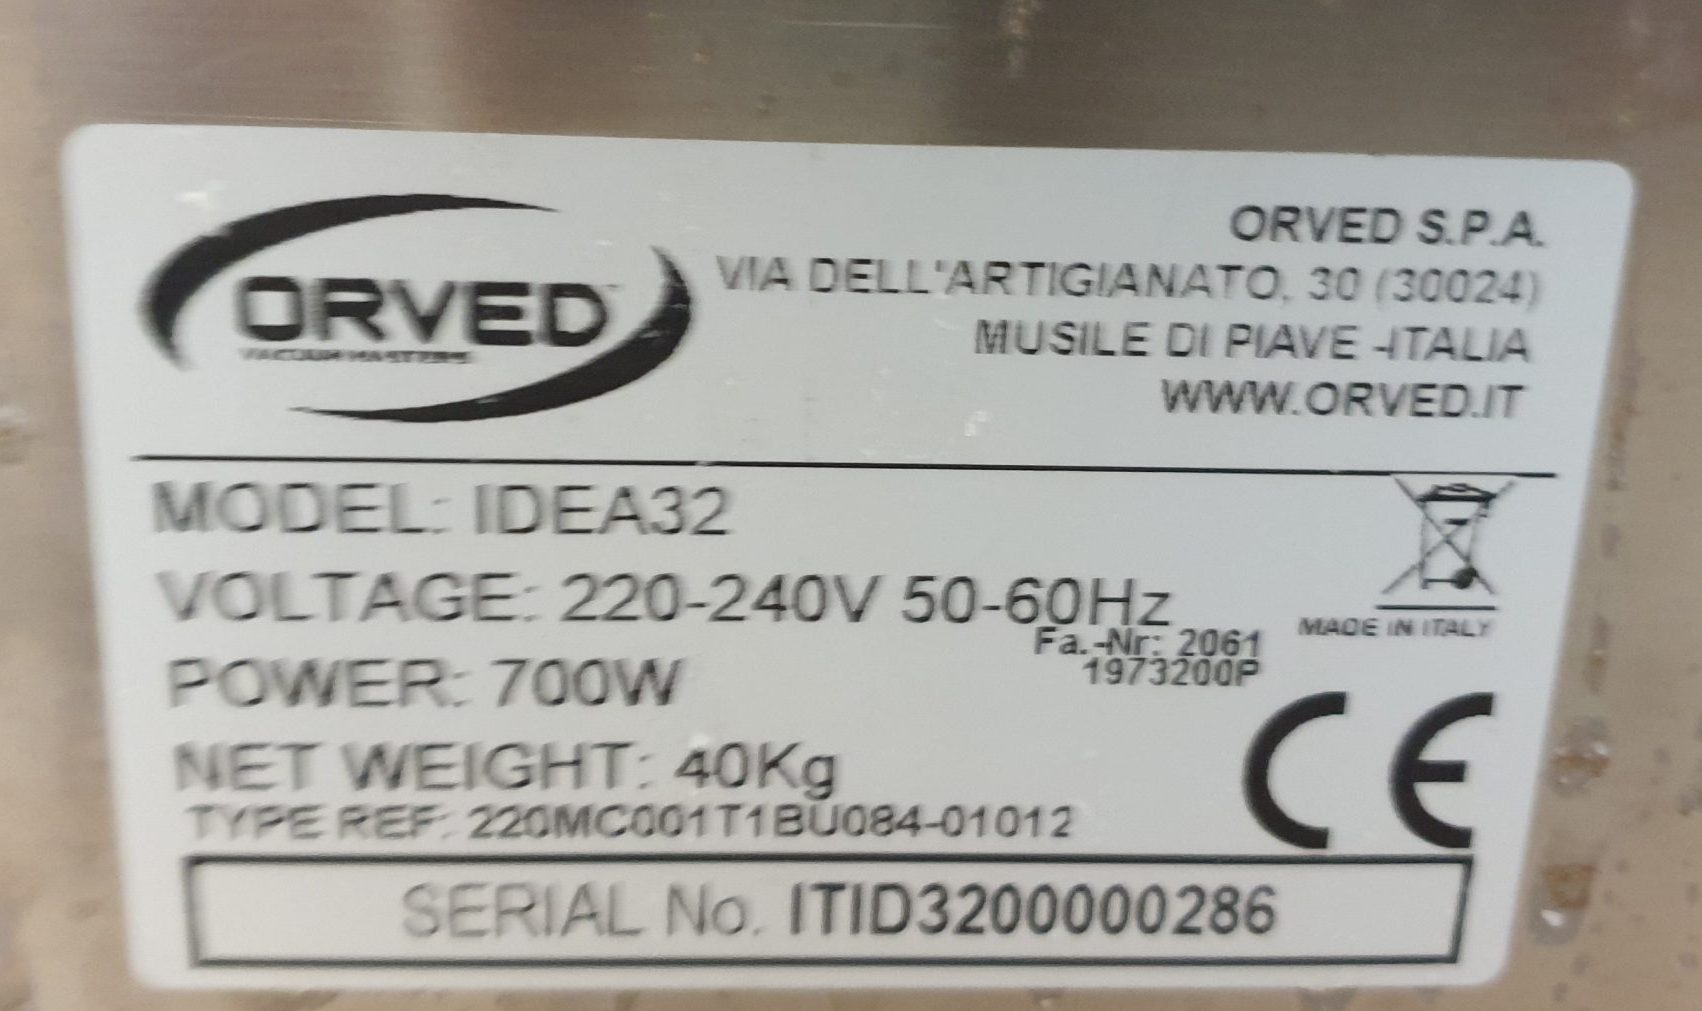 ORVED
VACUUM MASTERS
ORVED S.P.A.
VIA DELL'ARTIGIANATO, 30 (30024)
MUSILE DI PIAVE -ITALIA
WWW.ORVED.IT
MODEL: IDEA32
VOLTAGE: 220-240V 50-60Hz
Fa.-Nr: 2061
1973200P
MADE IN ITALY
POWER: 700W
NET WEIGHT: 40Kg
CE
TYPE REF: 220MC001T1BU084-01012
SERIAL No. ITID3200000286